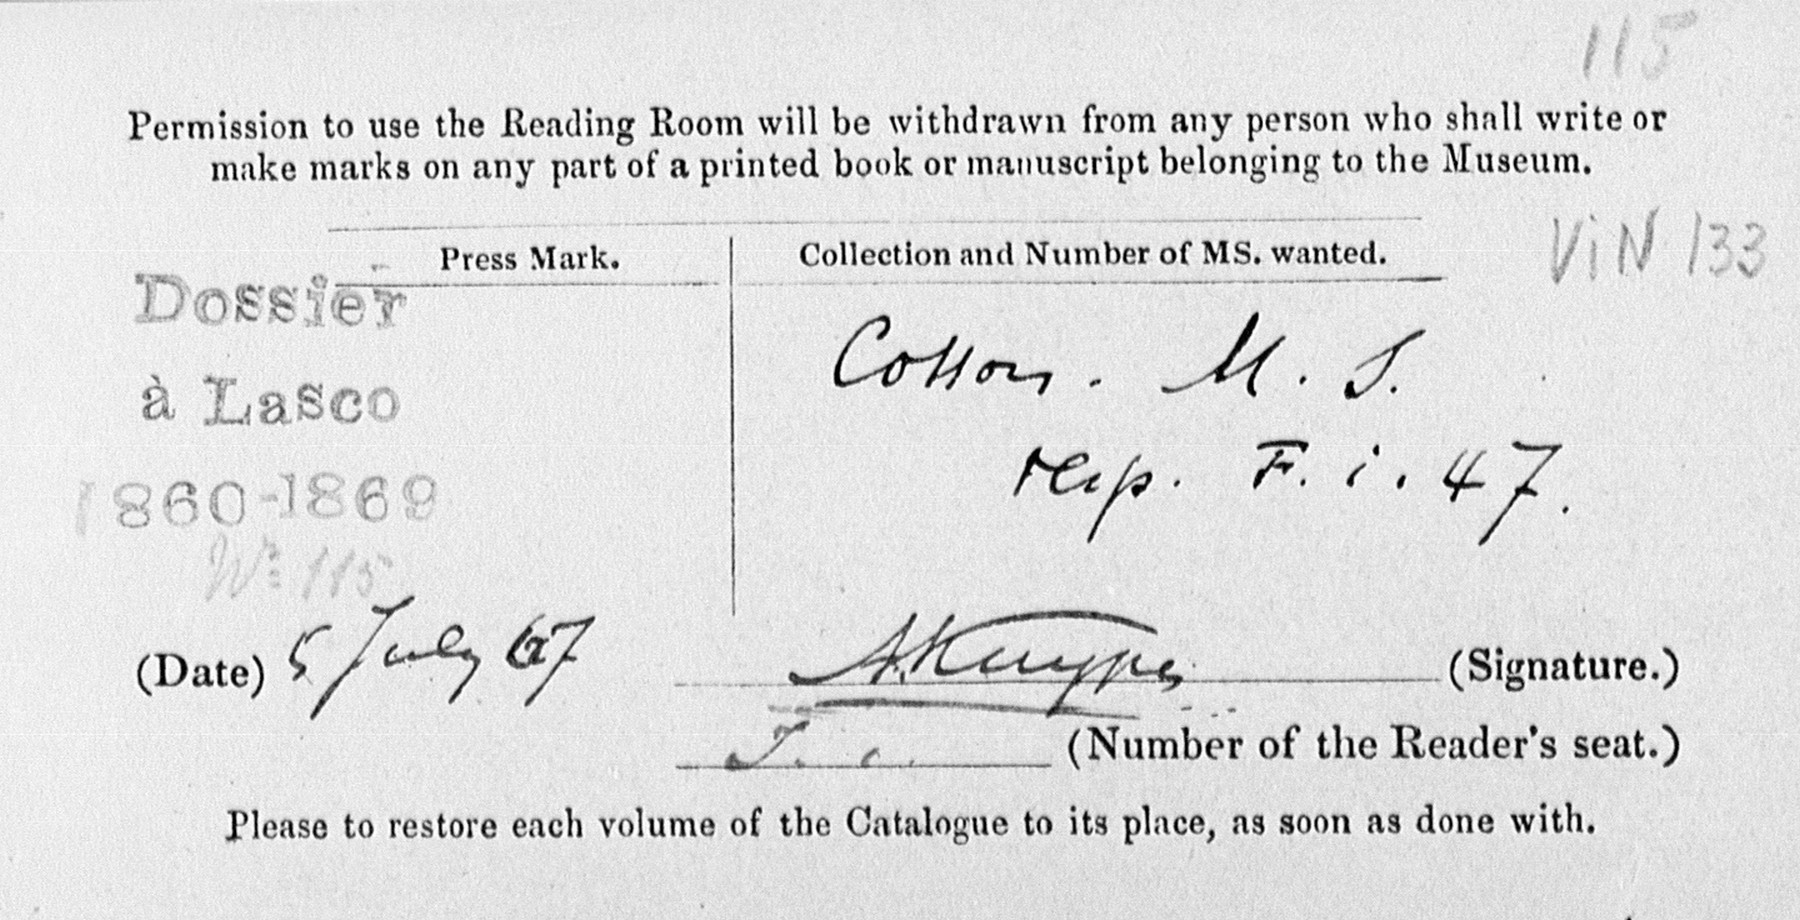 115
Permission to use the Reading Room will be withdrawn from any person who shall write or
make marks on any part of a printed book or manuscript belonging to the Museum.
Press Mark.
Collection and Number of MS. wanted.
ViN 133
Dossier
à Lasco
1860-1869
No 115
Cotton. M. S.
F. i. 47.
(Date) 5 July 67
A Kuyper (Signature.)
(Number of the Reader's seat.)
Please to restore each volume of the Catalogue to its place, as soon as done with.